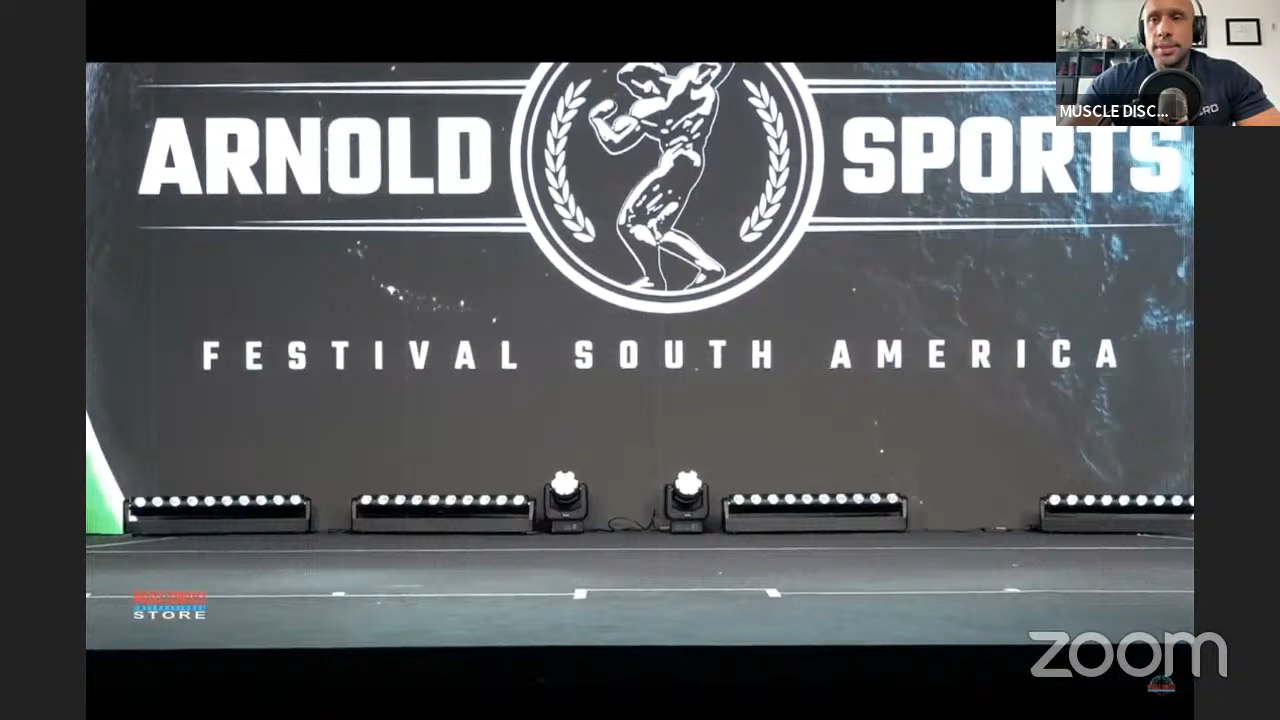 MUSCLE DISC...
ARNOLD SPORTS
FESTIVAL SOUTH AMERICA
STORE
zoom